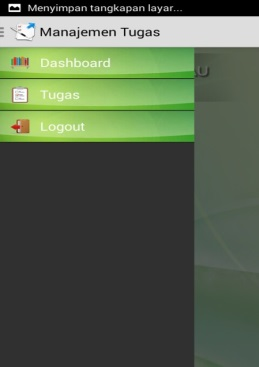 Menyimpan tangkapan layar...
Manajemen Tugas
Dashboard
Tugas
Logout